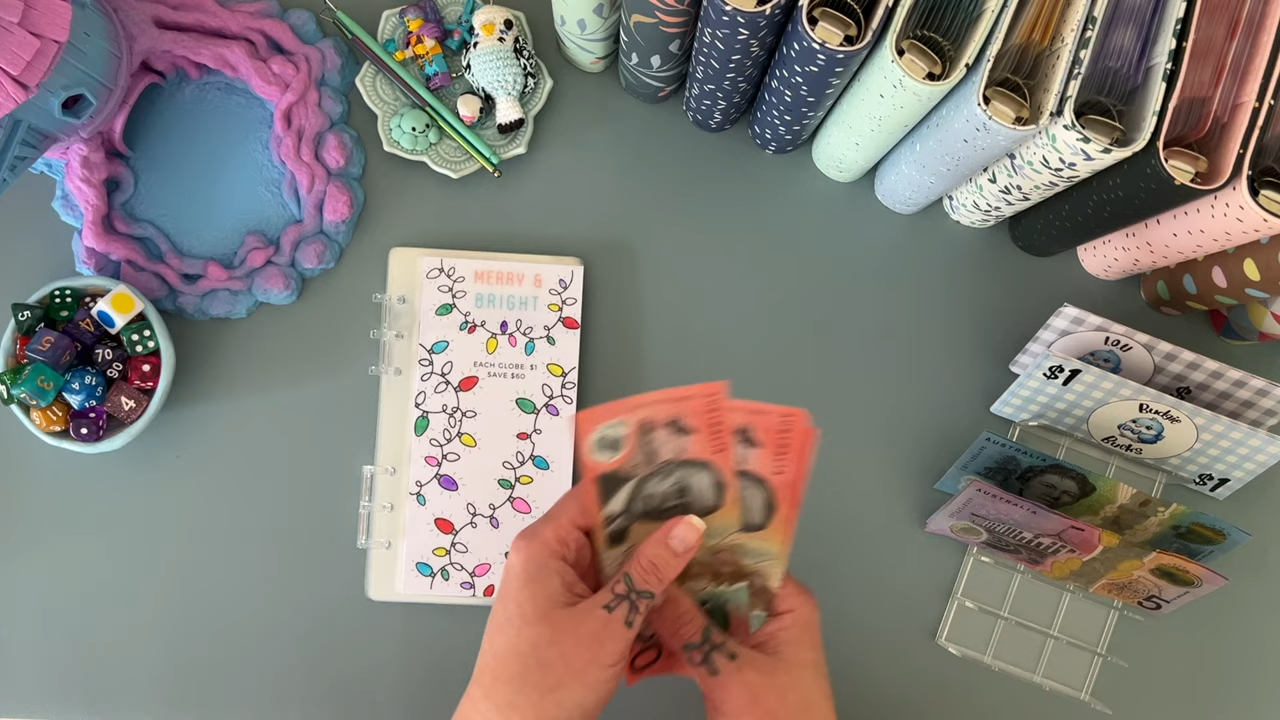 MERRY &
BRIGHT
EACH GLOBE: $1
SAVE $60
I.O.U
$
$1
Budgie
Bucks
$1
AUSTRALIA
AUSTRALIA
5